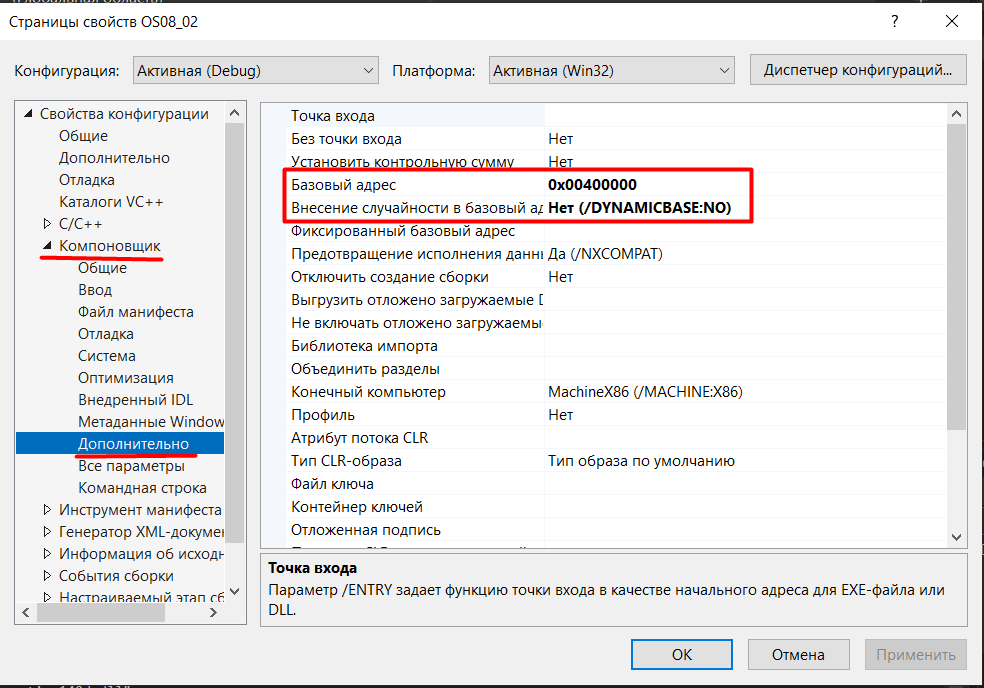 Страницы свойств OS08_02
?
Конфигурация: Активная (Debug) Платформа: Активная (Win32) Диспетчер конфигураций...
Свойства конфигурации
Общие
Дополнительно
Отладка
Каталоги VC++
C/C++
Компоновщик
Общие
Ввод
Файл манифеста
Отладка
Система
Оптимизация
Внедренный IDL
Метаданные Window
Дополнительно
Все параметры
Командная строка
Инструмент манифеста
Генератор XML-докумен
Информация об исходн
События сборки
Настраиваемый этап сб
Точка входа
Без точки входа Нет
Установить контрольную сумму Нет
Базовый адрес 0x00400000
Внесение случайности в базовый ад Нет (/DYNAMICBASE:NO)
Фиксированный базовый адрес
Предотвращение исполнения данны Да (/NXCOMPAT)
Отключить создание сборки Нет
Выгрузить отложено загружаемые D
Не включать отложено загружаемы
Библиотека импорта
Объединить разделы
Конечный компьютер MachineX86 (/MACHINE:X86)
Профиль Нет
Атрибут потока CLR
Тип CLR-образа Тип образа по умолчанию
Файл ключа
Контейнер ключей
Отложенная подпись
Точка входа
Параметр /ENTRY задает функцию точки входа в качестве начального адреса для EXE-файла или
DLL.
ОК Отмена Применить